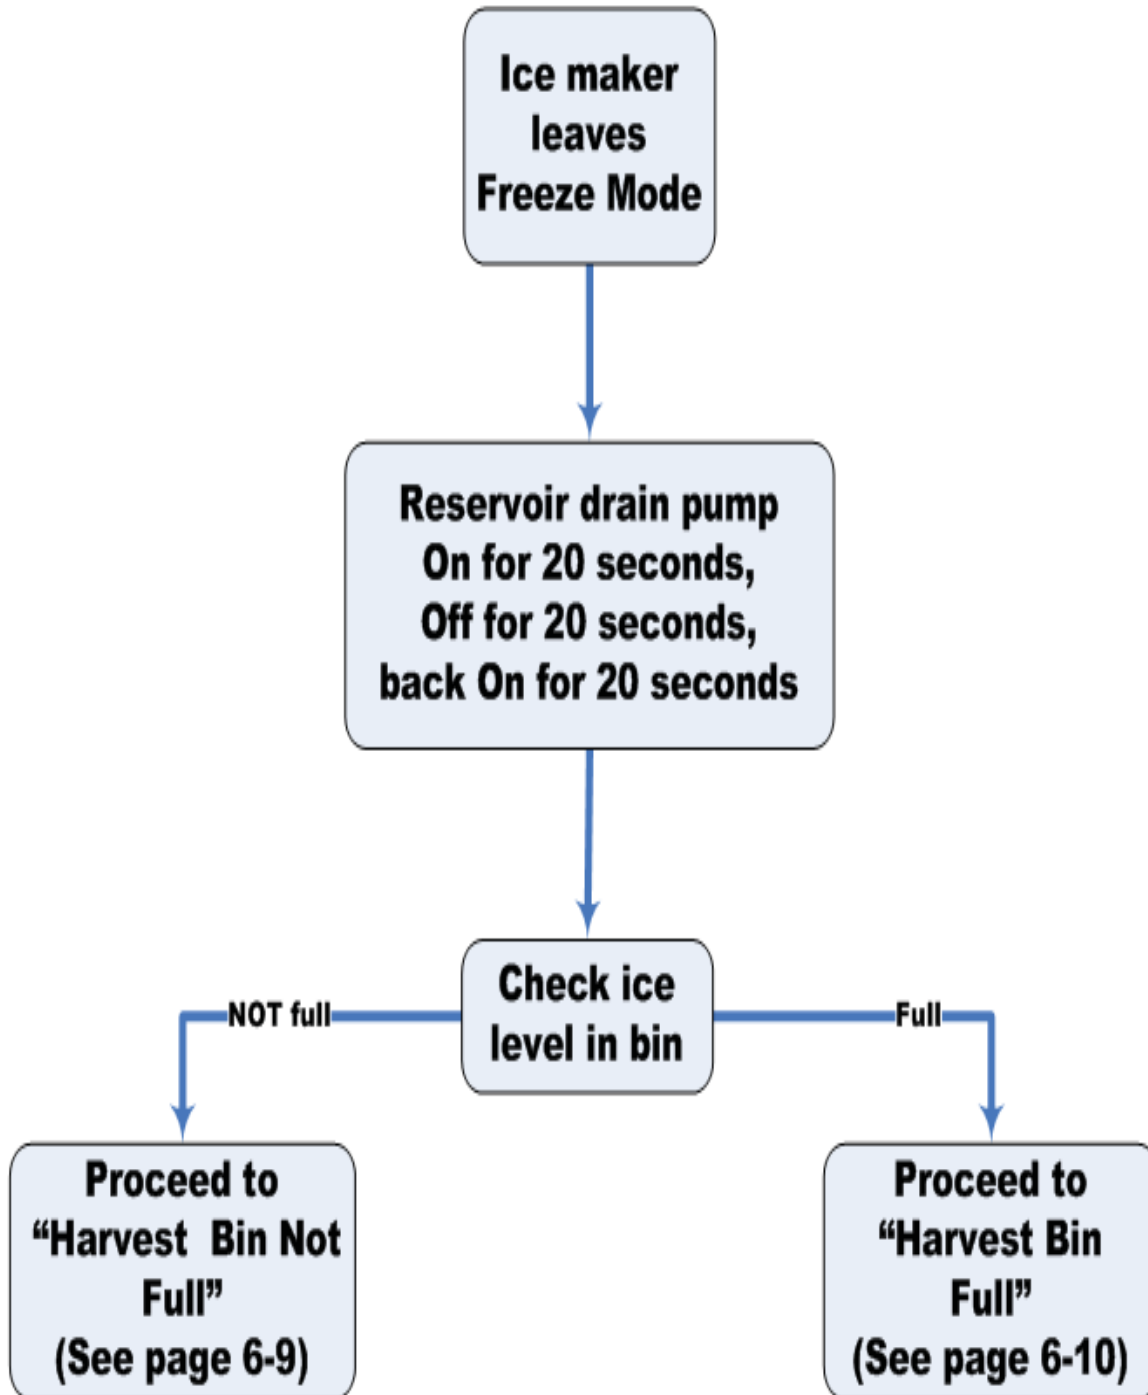 Ice maker
leaves
Freeze Mode
Reservoir drain pump
On for 20 seconds,
Off for 20 seconds,
back On for 20 seconds
Check ice
level in bin
NOT full
Full
Proceed to
“Harvest  Bin Not
Full”
(See page 6-9)
Proceed to
“Harvest Bin
Full”
(See page 6-10)